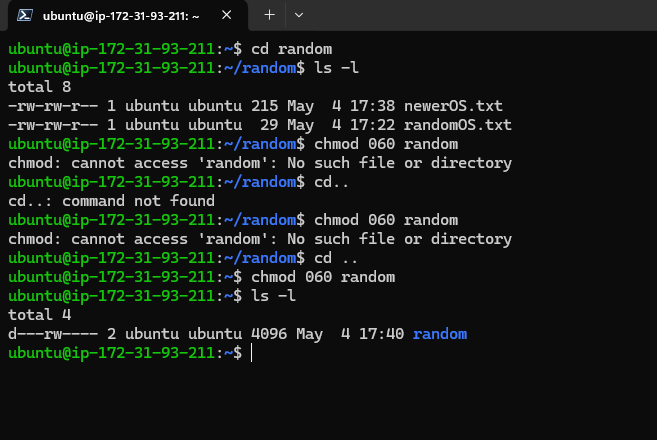 ubuntu@ip-172-31-93-211: ~
ubuntu@ip-172-31-93-211:~$ cd random
ubuntu@ip-172-31-93-211:~/random$ ls -l
total 8
-rw-rw-r-- 1 ubuntu ubuntu 215 May  4 17:38 newerOS.txt
-rw-rw-r-- 1 ubuntu ubuntu  29 May  4 17:22 randomOS.txt
ubuntu@ip-172-31-93-211:~/random$ chmod 060 random
chmod: cannot access 'random': No such file or directory
ubuntu@ip-172-31-93-211:~/random$ cd..
cd..: command not found
ubuntu@ip-172-31-93-211:~/random$ chmod 060 random
chmod: cannot access 'random': No such file or directory
ubuntu@ip-172-31-93-211:~/random$ cd ..
ubuntu@ip-172-31-93-211:~$ chmod 060 random
ubuntu@ip-172-31-93-211:~$ ls -l
total 4
d---rw---- 2 ubuntu ubuntu 4096 May  4 17:40 random
ubuntu@ip-172-31-93-211:~$